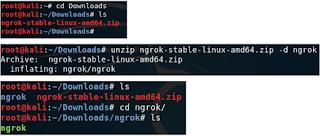 root@kali:~# cd Downloads
root@kali:~/Downloads# ls
ngrok-stable-linux-amd64.zip
root@kali:~/Downloads# unzip ngrok-stable-linux-amd64.zip -d ngrok
Archive:  ngrok-stable-linux-amd64.zip
  inflating: ngrok/ngrok
root@kali:~/Downloads# ls
ngrok  ngrok-stable-linux-amd64.zip
root@kali:~/Downloads# cd ngrok/
root@kali:~/Downloads/ngrok# ls
ngrok